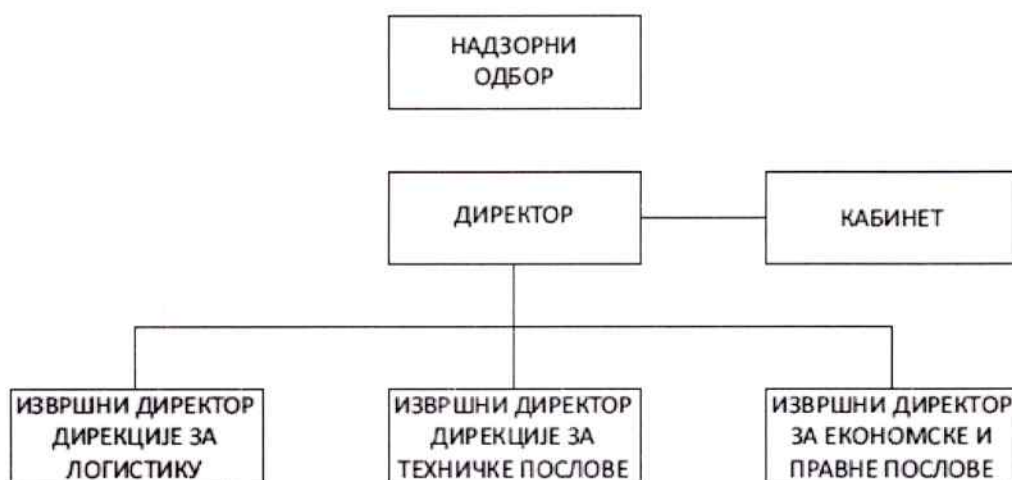 НАДЗОРНИ
ОДБОР
ДИРЕКТОР
КАБИНЕТ
ИЗВРШНИ ДИРЕКТОР
ДИРЕКЦИЈЕ ЗА
ЛОГИСТИКУ
ИЗВРШНИ ДИРЕКТОР
ДИРЕКЦИЈЕ ЗА
ТЕХНИЧКЕ ПОСЛОВЕ
ИЗВРШНИ ДИРЕКТОР
ЗА ЕКОНОМСКЕ И
ПРАВНЕ ПОСЛОВЕ